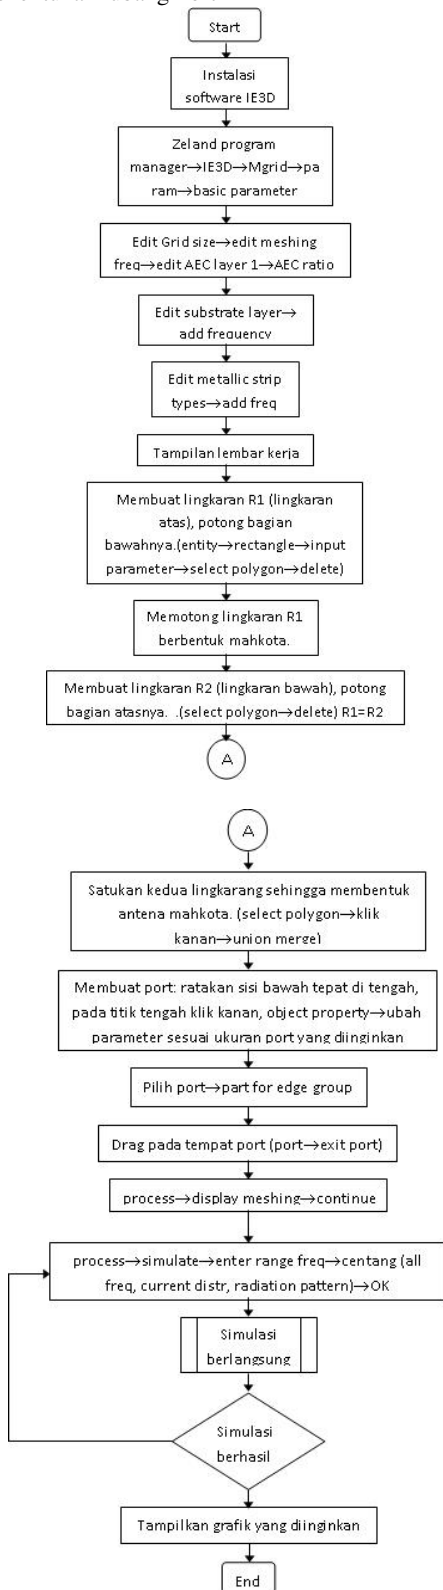 Start
Instalasi
software IE3D
Zeland program
manager→IE3D→Mgrid→pa
ram→basic parameter
Edit Grid size→edit meshing
freq→edit AEC layer 1→AEC ratio
Edit substrate layer→
add frequency
Edit metallic strip
types→add freq
Tampilan lembar kerja
Membuat lingkaran R1 (lingkaran
atas), potong bagian
bawahnya.(entity→rectangle→input
parameter→select polygon→delete)
Memotong lingkaran R1
berbentuk mahkota.
Membuat lingkaran R2 (lingkaran bawah), potong
bagian atasnya. .(select polygon→delete) R1=R2
A
A
Satukan kedua lingkarang sehingga membentuk
antena mahkota. (select polygon→klik
kanan→union merge)
Membuat port: ratakan sisi bawah tepat di tengah,
pada titik tengah klik kanan, object property→ubah
parameter sesuai ukuran port yang diinginkan
Pilih port→part for edge group
Drag pada tempat port (port→exit port)
process→display meshing→continue
process→simulate→enter range freq→centang (all
freq, current distr, radiation pattern)→OK
Simulasi
berlangsung
Simulasi
berhasil
Tampilkan grafik yang diinginkan
End